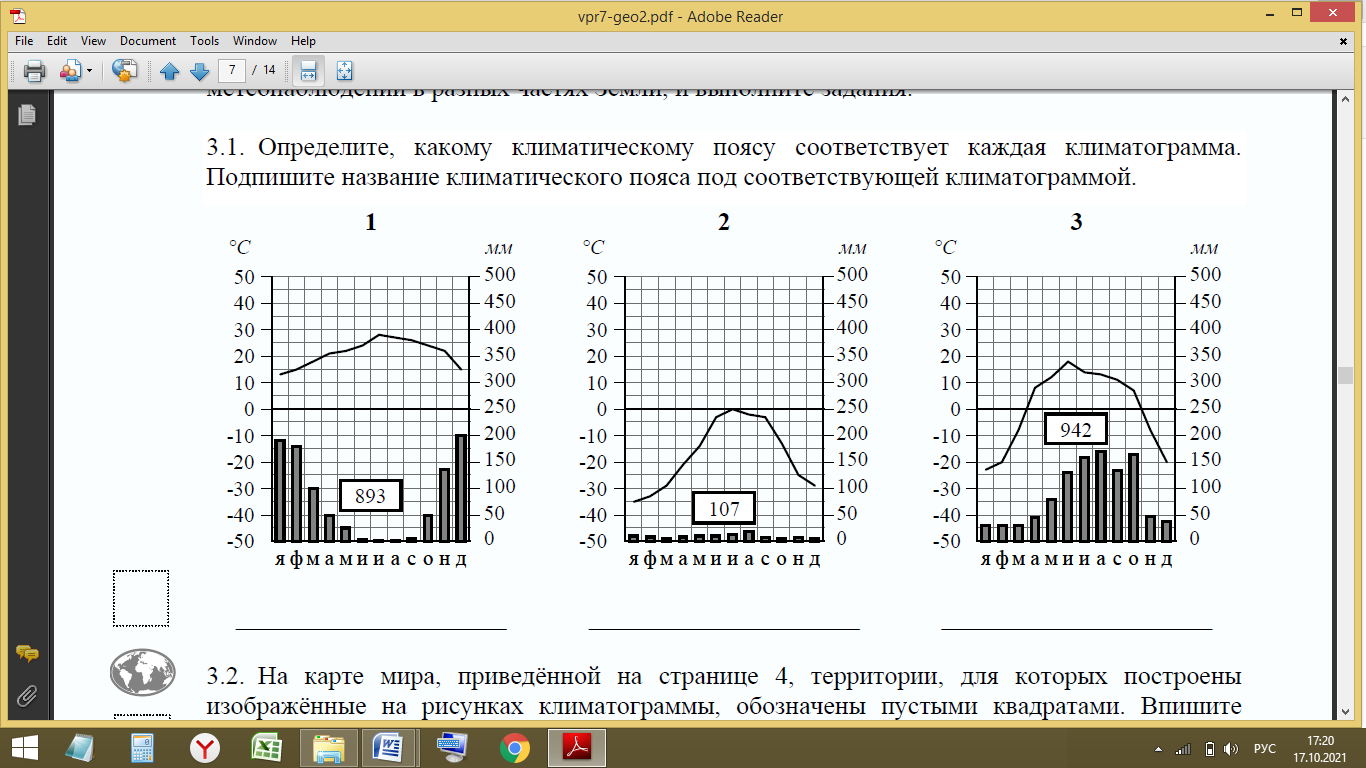 vpr7-geo2.pdf - Adobe Reader
File Edit View Document Tools Window Help
7 / 14
метеонаблюдений в разных частях Земли, и выполните задания.
3.1. Определите, какому климатическому поясу соответствует каждая климатограмма.
Подпишите название климатического пояса под соответствующей климатограммой.
1
°C мм
50 500
40 450
30 400
20 350
10 300
0 250
-10 200
-20 150
-30 100
-40 50
-50 0
893
я ф м а м и и а с о н д
2
°C мм
50 500
40 450
30 400
20 350
10 300
0 250
-10 200
-20 150
-30 100
-40 50
-50 0
107
я ф м а м и и а с о н д
3
°C мм
50 500
40 450
30 400
20 350
10 300
0 250
-10 200
-20 150
-30 100
-40 50
-50 0
942
я ф м а м и и а с о н д
3.2. На карте мира, приведённой на странице 4, территории, для которых построены
изображённые на рисунках климатограммы, обозначены пустыми квадратами. Впишите
РУС
17:20
17.10.2021